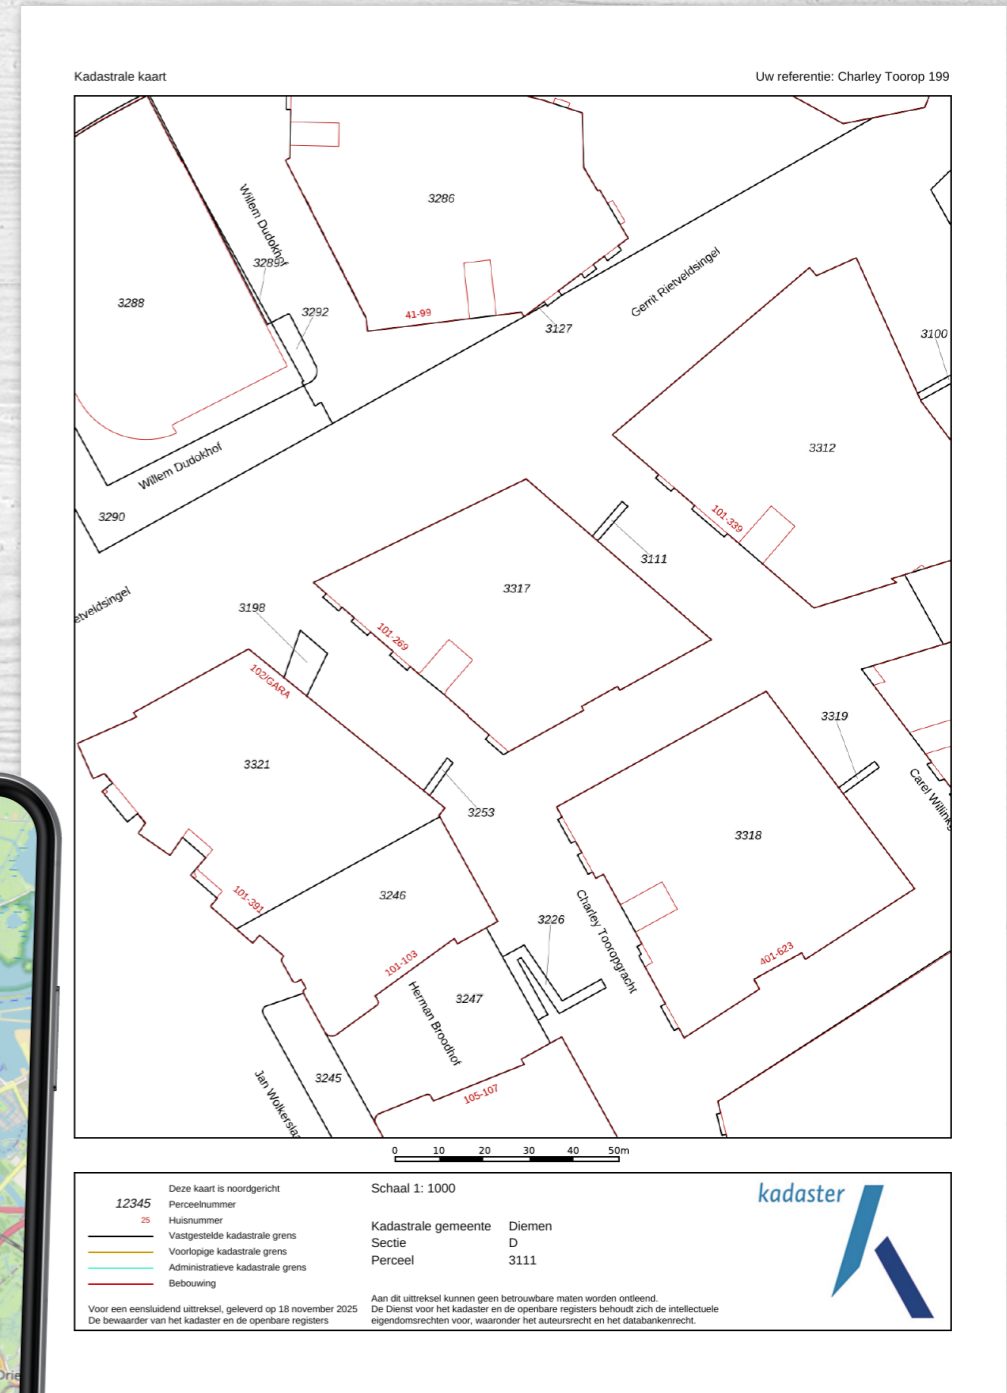 Kadastrale kaart
Uw referentie: Charley Toorop 199
Willem Dudokhof
3286
3289
3288
3292
41-99
3127
Gerrit Rietveldsingel
3100
3312
Willem Dudokhof
3290
101-339
3111
3317
etveldsingel
3198
101-269
102/GARA
3321
3319
3253
Carel Willink
3318
3246
101-391
3226
Charley Tooropgracht
401-623
101-103
3247
Herman Broodhof
3245
Jan Wolkersla
105-107
0 10 20 30 40 50m
Deze kaart is noordgericht
12345 Perceelnummer
25 Huisnummer
Vastgestelde kadastrale grens
Voorlopige kadastrale grens
Administratieve kadastrale grens
Bebouwing
Voor een eensluidend uittreksel, geleverd op 18 november 2025
De bewaarder van het kadaster en de openbare registers
Schaal 1: 1000
Kadastrale gemeente Diemen
Sectie D
Perceel 3111
Aan dit uittreksel kunnen geen betrouwbare maten worden ontleend.
De Dienst voor het kadaster en de openbare registers behoudt zich de intellectuele
eigendomsrechten voor, waaronder het auteursrecht en het databankenrecht.
kadaster